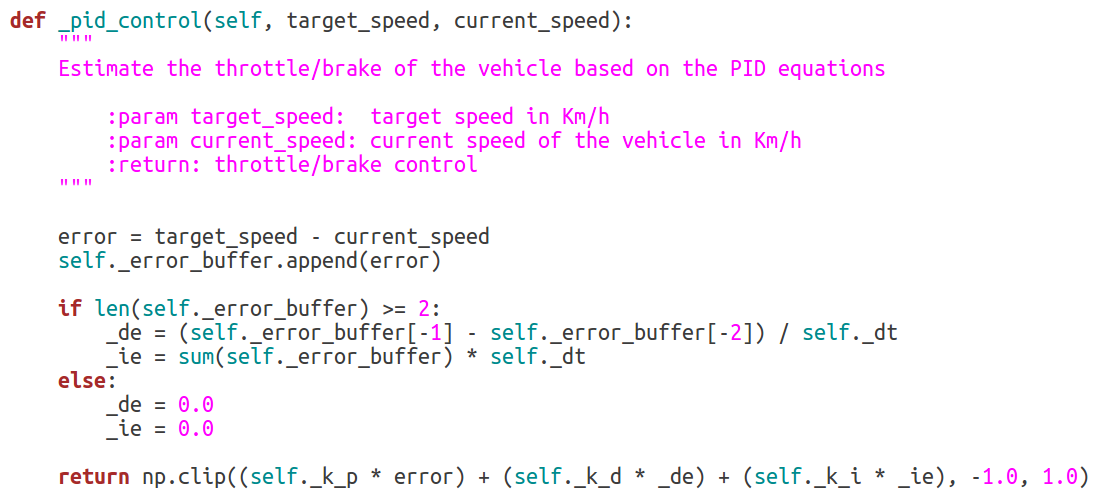 def _pid_control(self, target_speed, current_speed):
    """
    Estimate the throttle/brake of the vehicle based on the PID equations

        :param target_speed:  target speed in Km/h
        :param current_speed: current speed of the vehicle in Km/h
        :return: throttle/brake control
    """

    error = target_speed - current_speed
    self._error_buffer.append(error)

    if len(self._error_buffer) >= 2:
        _de = (self._error_buffer[-1] - self._error_buffer[-2]) / self._dt
        _ie = sum(self._error_buffer) * self._dt
    else:
        _de = 0.0
        _ie = 0.0

    return np.clip((self._k_p * error) + (self._k_d * _de) + (self._k_i * _ie), -1.0, 1.0)